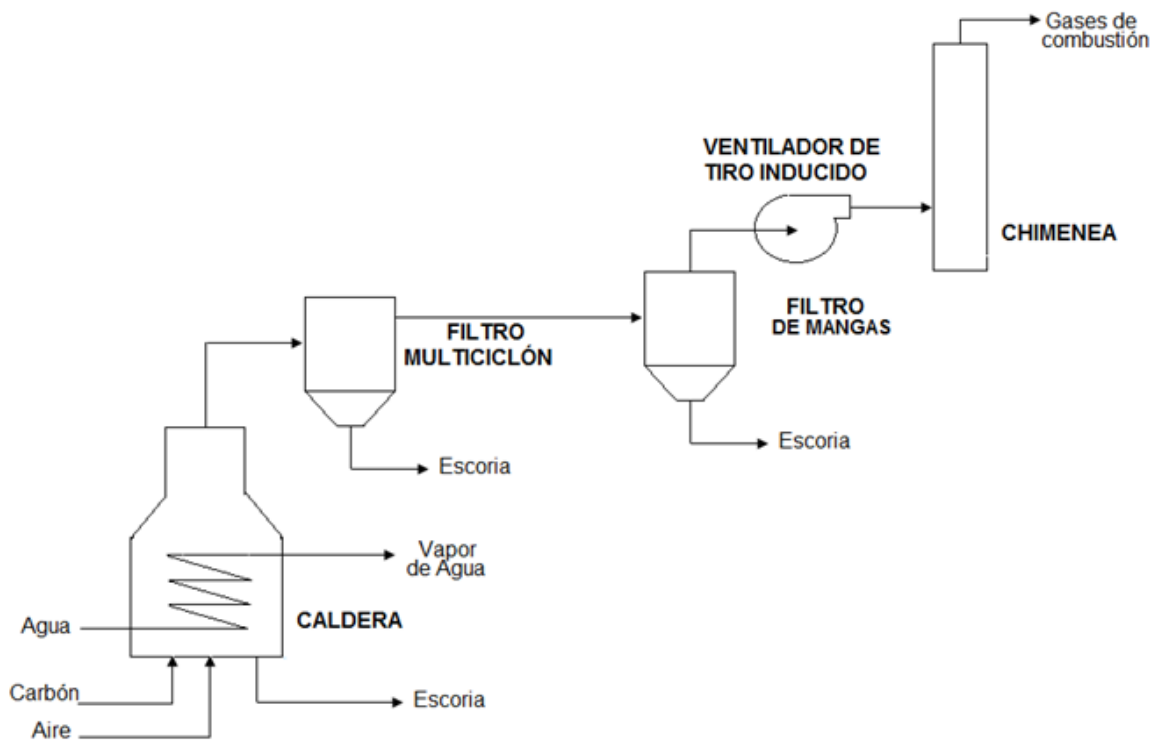 Gases de
combustión
VENTILADOR DE
TIRO INDUCIDO
CHIMENEA
FILTRO
DE MANGAS
FILTRO
MULTICICLÓN
Escoria
Escoria
Vapor
de Agua
Agua
CALDERA
Carbón
Escoria
Aire